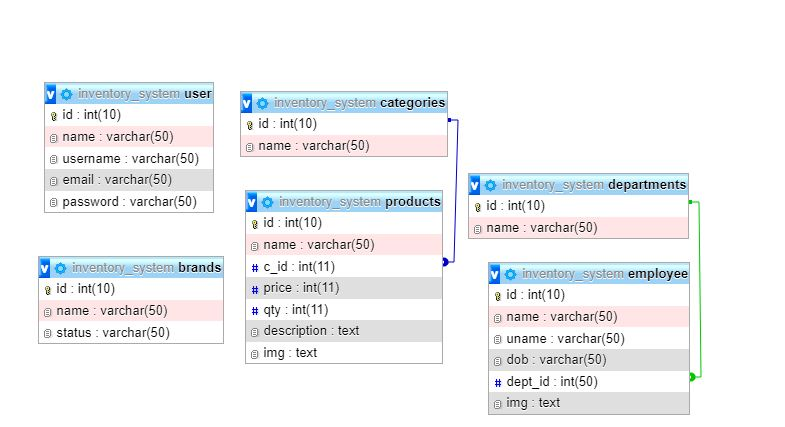 inventory_system user
id : int(10)
name : varchar(50)
username : varchar(50)
email : varchar(50)
password : varchar(50)
inventory_system categories
id : int(10)
name : varchar(50)
inventory_system products
id : int(10)
name : varchar(50)
c_id : int(11)
price : int(11)
qty : int(11)
description : text
img : text
inventory_system departments
id : int(10)
name : varchar(50)
inventory_system brands
id : int(10)
name : varchar(50)
status : varchar(50)
inventory_system employee
id : int(10)
name : varchar(50)
uname : varchar(50)
dob : varchar(50)
dept_id : int(50)
img : text